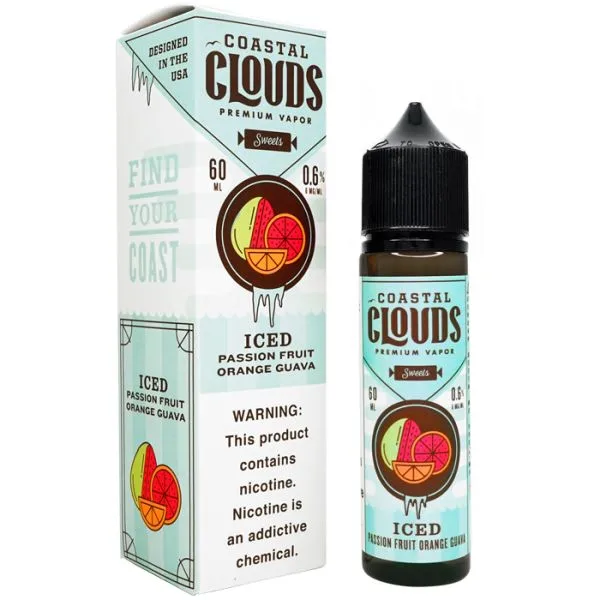 DESIGNED
IN THE
USA
FIND
YOUR
COAST
ICED
PASSION FRUIT
ORANGE GUAVA
COASTAL
CLOUDS
PREMIUM VAPOR
Sweets
60
ML
0.6%
6 MG/ML
ICED
PASSION FRUIT
ORANGE GUAVA
WARNING:
This product
contains
nicotine.
Nicotine is
an addictive
chemical.
COASTAL
CLOUDS
PREMIUM VAPOR
Sweets
60
ML
0.6%
6 MG/ML
ICED
PASSION FRUIT ORANGE GUAVA